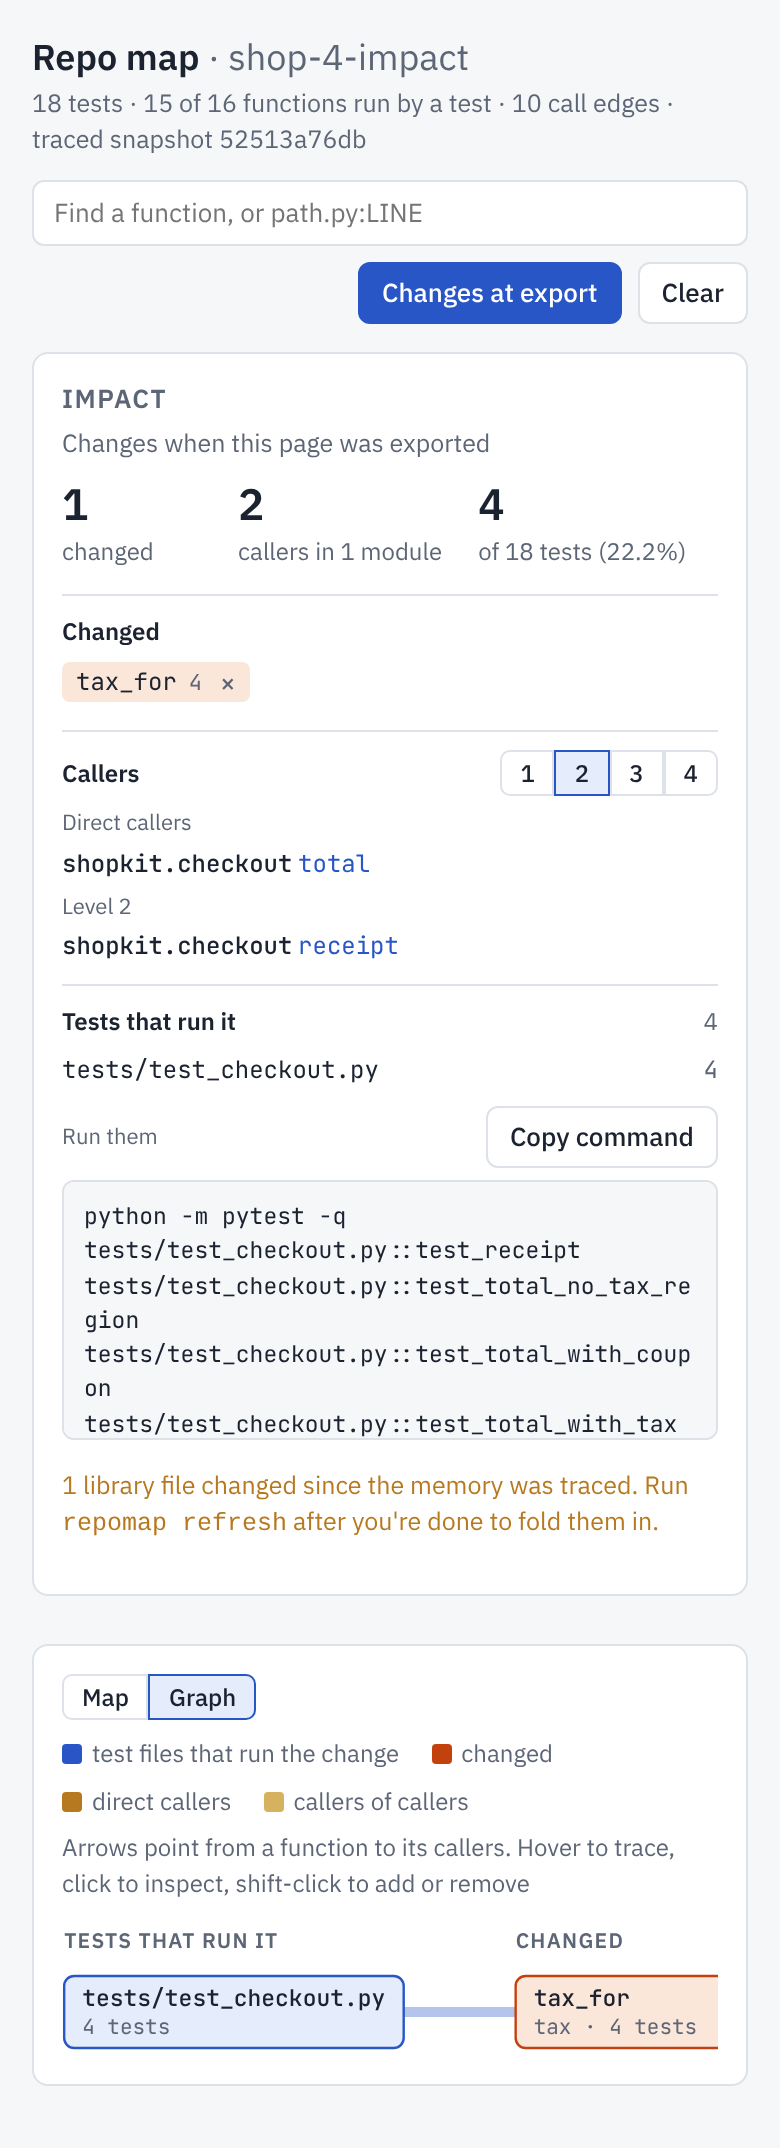 Repo map · shop-4-impact
18 tests · 15 of 16 functions run by a test · 10 call edges ·
traced snapshot 52513a76db
Find a function, or path.py:LINE
Changes at export
Clear
IMPACT
Changes when this page was exported
1 2 4
changed callers in 1 module of 18 tests (22.2%)
Changed
tax_for 4 ×
Callers 1 2 3 4
Direct callers
shopkit.checkout total
Level 2
shopkit.checkout receipt
Tests that run it 4
tests/test_checkout.py 4
Run them Copy command
python -m pytest -q
tests/test_checkout.py::test_receipt
tests/test_checkout.py::test_total_no_tax_re
gion
tests/test_checkout.py::test_total_with_coup
on
tests/test_checkout.py::test_total_with_tax
1 library file changed since the memory was traced. Run
repomap refresh after you're done to fold them in.
Map Graph
test files that run the change changed
direct callers callers of callers
Arrows point from a function to its callers. Hover to trace,
click to inspect, shift-click to add or remove
TESTS THAT RUN IT CHANGED
tests/test_checkout.py tax_for
4 tests tax · 4 tests